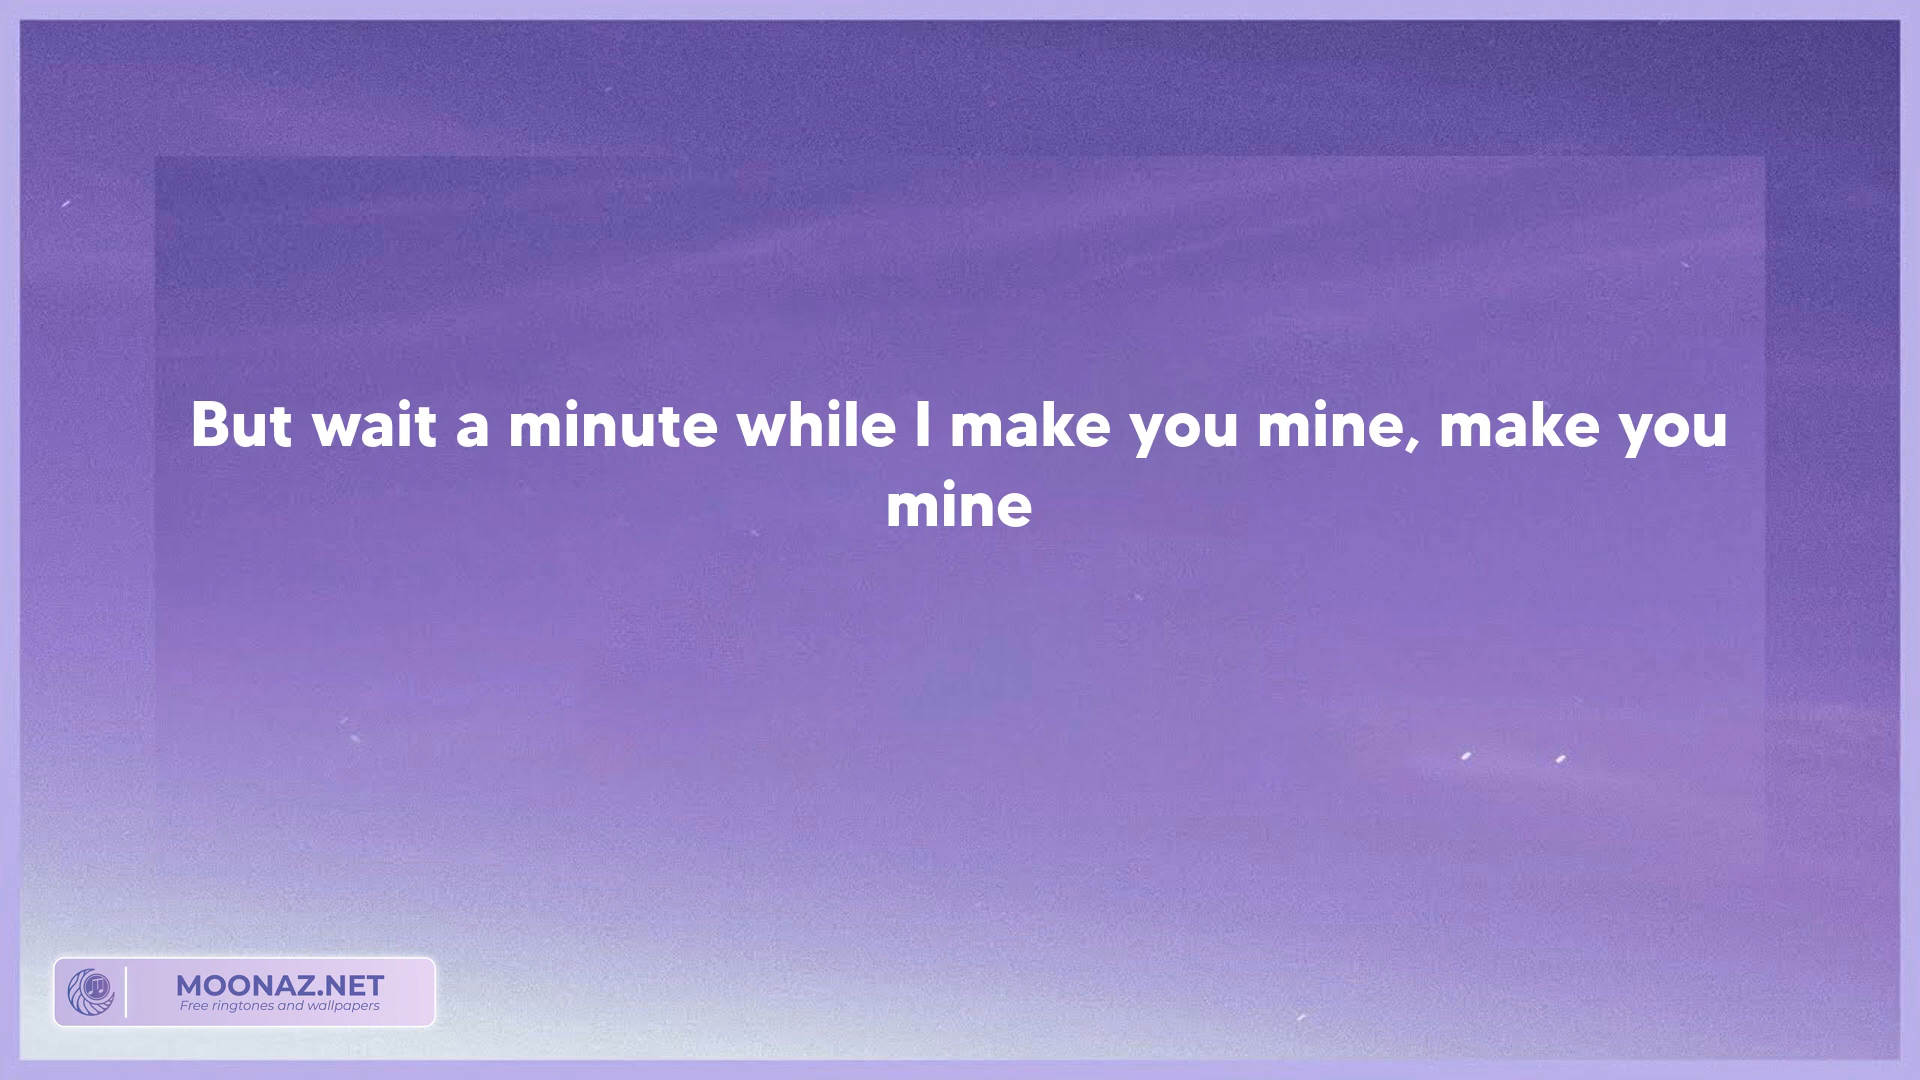 But wait a minute while I make you mine, make you
mine
MOONAZ.NET
Free ringtones and wallpapers